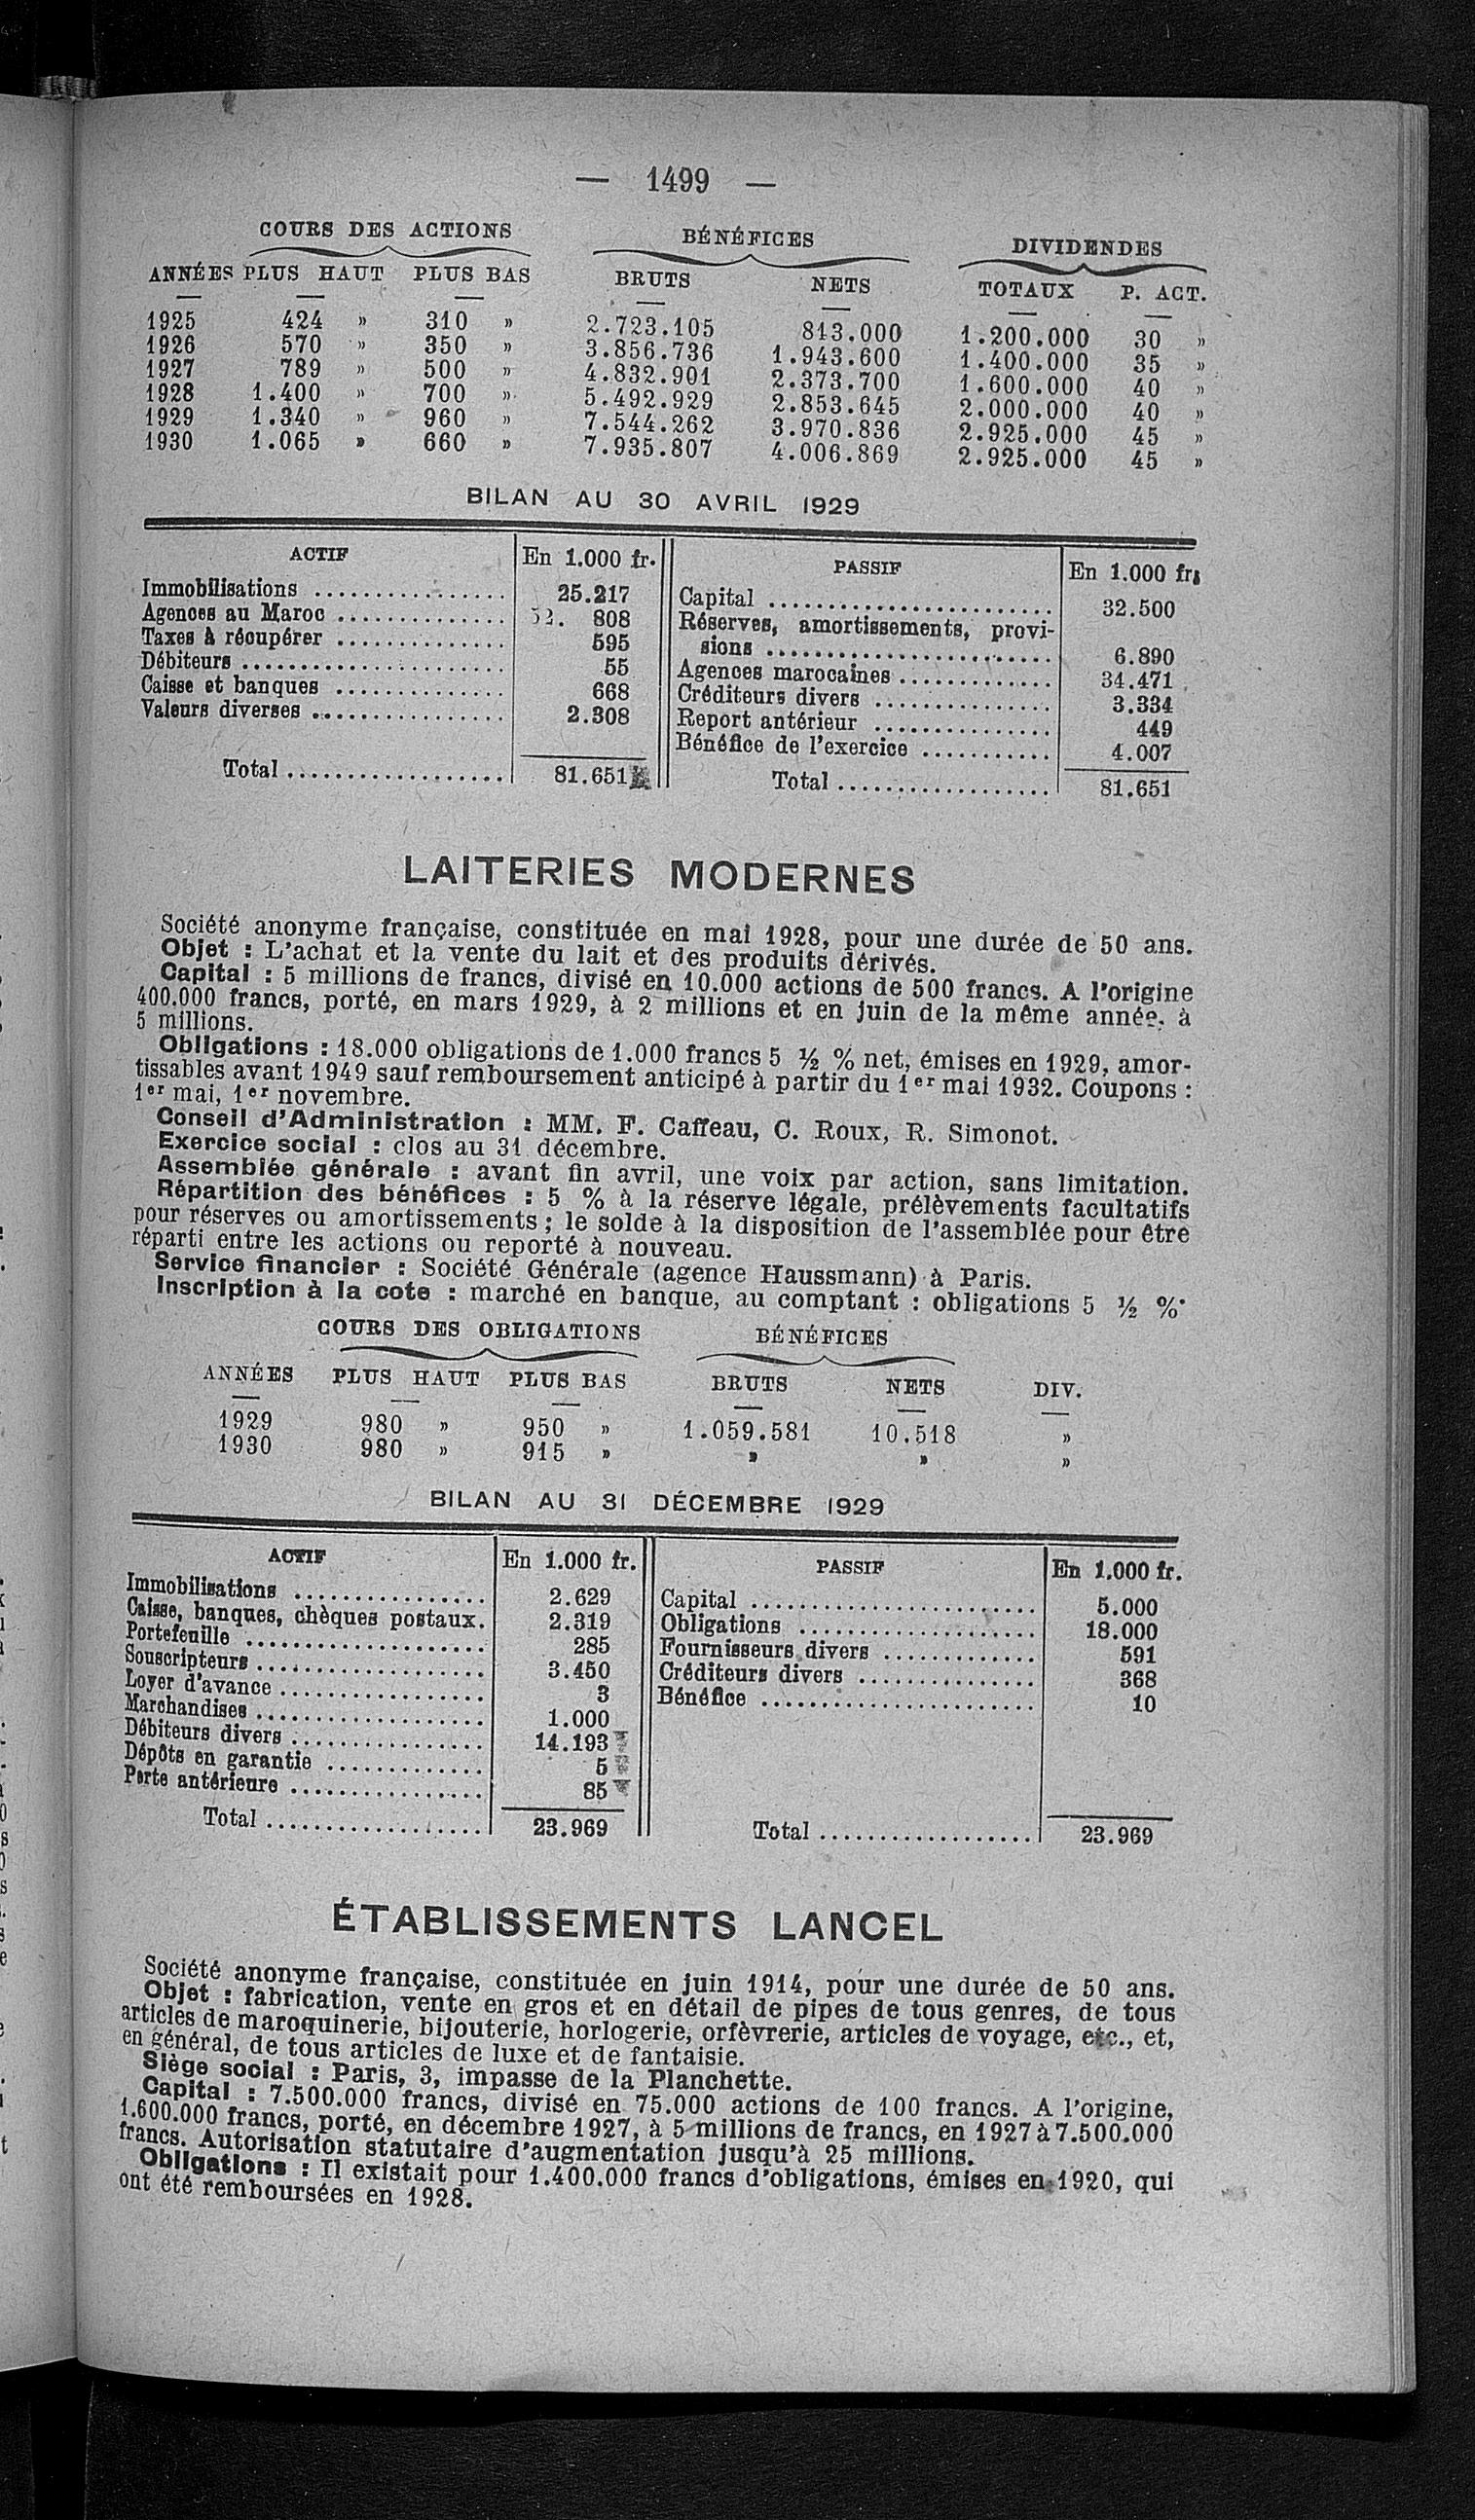 — 1499 —
COURS DES ACTIONS BÉNÉFICES DIVIDENDES
ANNÉES PLUS HAUT PLUS BAS BRUTS NETS TOTAUX P. ACT.
1925 424 » 310 » 2.723.105 813.000 1.200.000 30 »
1926 570 » 350 » 3.856.736 1.943.600 1.400.000 35 »
1927 789 » 500 » 4.832.901 2.373.700 1.600.000 40 »
1928 1.400 » 700 » 5.492.929 2.853.645 2.000.000 40 »
1929 1.340 » 960 » 7.544.262 3.970.836 2.925.000 45 »
1930 1.065 » 660 » 7.935.807 4.006.869 2.925.000 45 »
BILAN AU 30 AVRIL 1929
ACTIF En 1.000 fr. PASSIF En 1.000 fr.
Immobilisations ................ 25.217 Capital ........................ 32.500
Agences au Maroc .............. 52. 808 Réserves, amortissements, provi-
Taxes à récupérer .............. 595 sions ........................ 6.890
Débiteurs ...................... 55 Agences marocaines ............. 34.471
Caisse et banques .............. 668 Créditeurs divers ............... 3.334
Valeurs diverses ................ 2.308 Report antérieur ............... 449
Bénéfice de l'exercice ........... 4.007
Total .................. 81.651 Total .................. 81.651
LAITERIES MODERNES
Société anonyme française, constituée en mai 1928, pour une durée de 50 ans.
Objet : L'achat et la vente du lait et des produits dérivés.
Capital : 5 millions de francs, divisé en 10.000 actions de 500 francs. A l'origine
400.000 francs, porté, en mars 1929, à 2 millions et en juin de la même année, à
5 millions.
Obligations : 18.000 obligations de 1.000 francs 5 ½ % net, émises en 1929, amor-
tissables avant 1949 sauf remboursement anticipé à partir du 1er mai 1932. Coupons :
1er mai, 1er novembre.
Conseil d'Administration : MM. F. Caffeau, C. Roux, R. Simonot.
Exercice social : clos au 31 décembre.
Assemblée générale : avant fin avril, une voix par action, sans limitation.
Répartition des bénéfices : 5 % à la réserve légale, prélèvements facultatifs
pour réserves ou amortissements ; le solde à la disposition de l'assemblée pour être
réparti entre les actions ou reporté à nouveau.
Service financier : Société Générale (agence Haussmann) à Paris.
Inscription à la cote : marché en banque, au comptant : obligations 5 ½ %.
COURS DES OBLIGATIONS BÉNÉFICES
ANNÉES PLUS HAUT PLUS BAS BRUTS NETS DIV.
1929 980 » 950 » 1.059.581 10.518 »
1930 980 » 915 » » » »
BILAN AU 31 DÉCEMBRE 1929
ACTIF En 1.000 fr. PASSIF En 1.000 fr.
Immobilisations ................ 2.629 Capital ........................ 5.000
Caisse, banques, chèques postaux. 2.319 Obligations .................... 18.000
Portefeuille .................... 285 Fournisseurs divers ............. 591
Souscripteurs ................... 3.450 Créditeurs divers ............... 368
Loyer d'avance .................. 3 Bénéfice ....................... 10
Marchandises .................... 1.000
Débiteurs divers ................ 14.193
Dépôts en garantie .............. 5
Perte antérieure ................ 85
Total .................. 23.969 Total .................. 23.969
ÉTABLISSEMENTS LANCEL
Société anonyme française, constituée en juin 1914, pour une durée de 50 ans.
Objet : fabrication, vente en gros et en détail de pipes de tous genres, de tous
articles de maroquinerie, bijouterie, horlogerie, orfèvrerie, articles de voyage, etc., et,
en général, de tous articles de luxe et de fantaisie.
Siège social : Paris, 3, impasse de la Planchette.
Capital : 7.500.000 francs, divisé en 75.000 actions de 100 francs. A l'origine,
1.600.000 francs, porté, en décembre 1927, à 5 millions de francs, en 1927 à 7.500.000
francs. Autorisation statutaire d'augmentation jusqu'à 25 millions.
Obligations : Il existait pour 1.400.000 francs d'obligations, émises en 1920, qui
ont été remboursées en 1928.